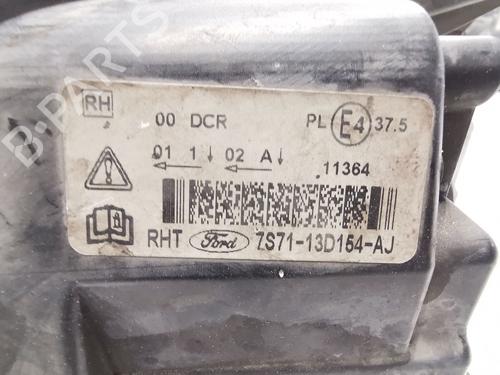 B-PARTS
RH 00 DCR PL E4 37.5
01 1↓ 02 A↓ 11364
RHT Ford 7S71-13D154-AJ